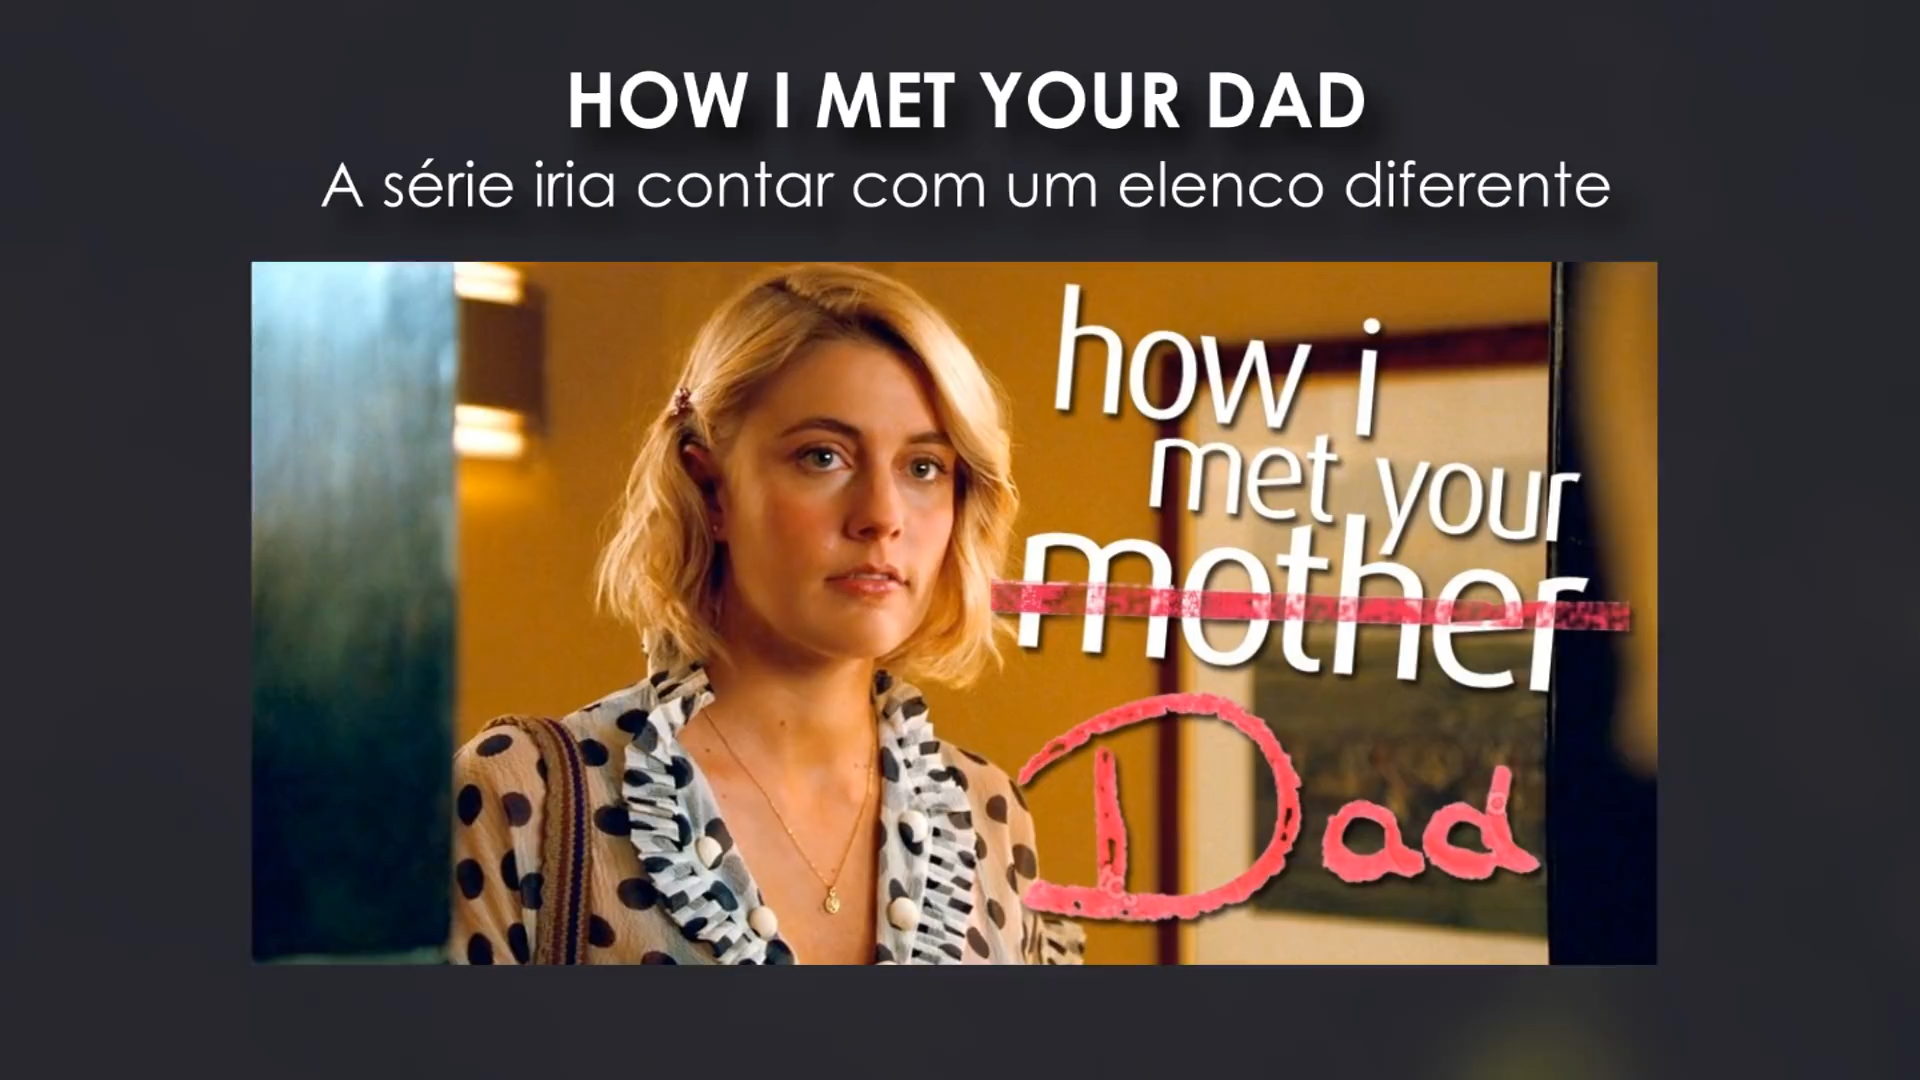 HOW I MET YOUR DAD
A série iria contar com um elenco diferente
how i
met your
mother
Dad